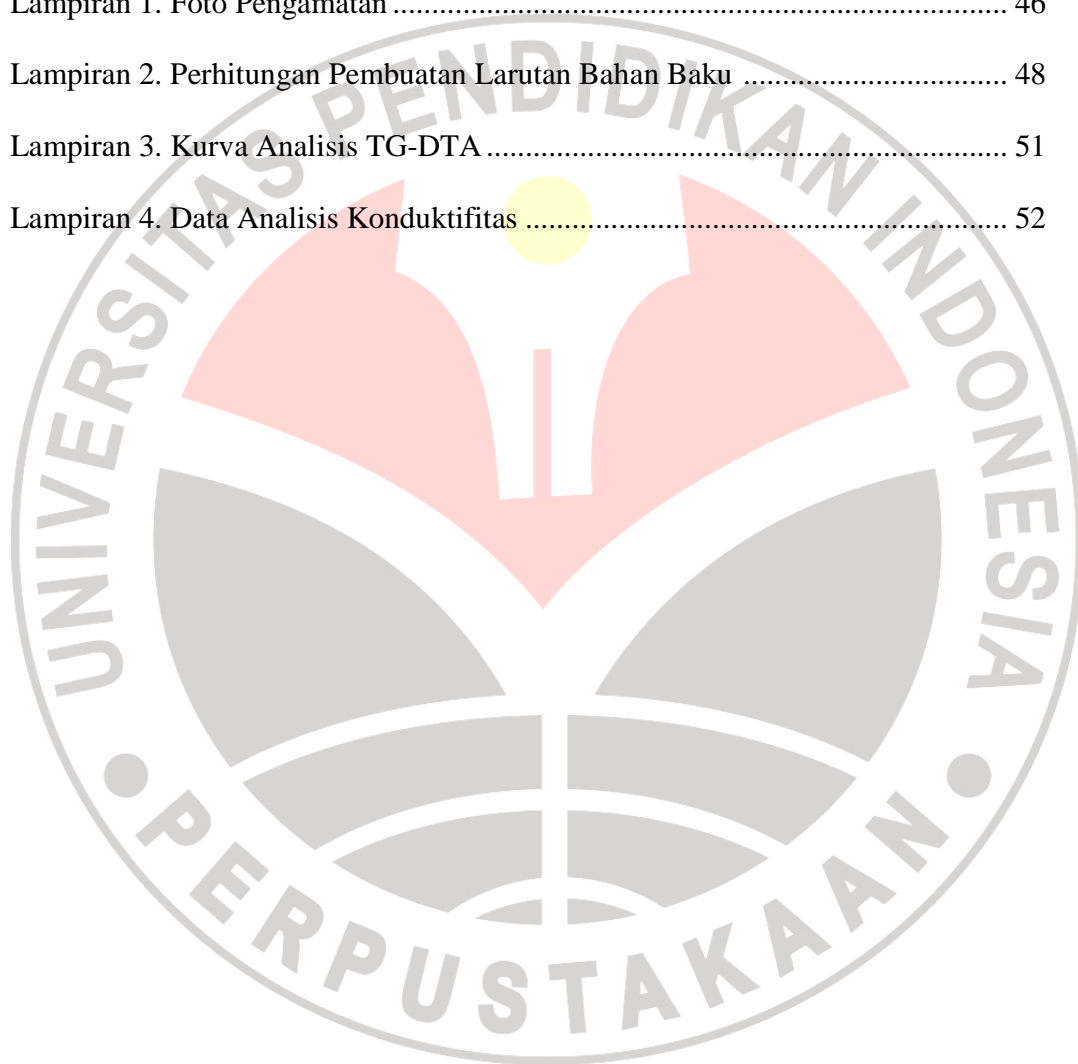 Lampiran 1. Foto Pengamatan ............................................................................. 46
Lampiran 2. Perhitungan Pembuatan Larutan Bahan Baku ................................. 48
Lampiran 3. Kurva Analisis TG-DTA ................................................................. 51
Lampiran 4. Data Analisis Konduktifitas ............................................................ 52
UNIVERSITAS PENDIDIKAN INDONESIA
PERPUSTAKAAN